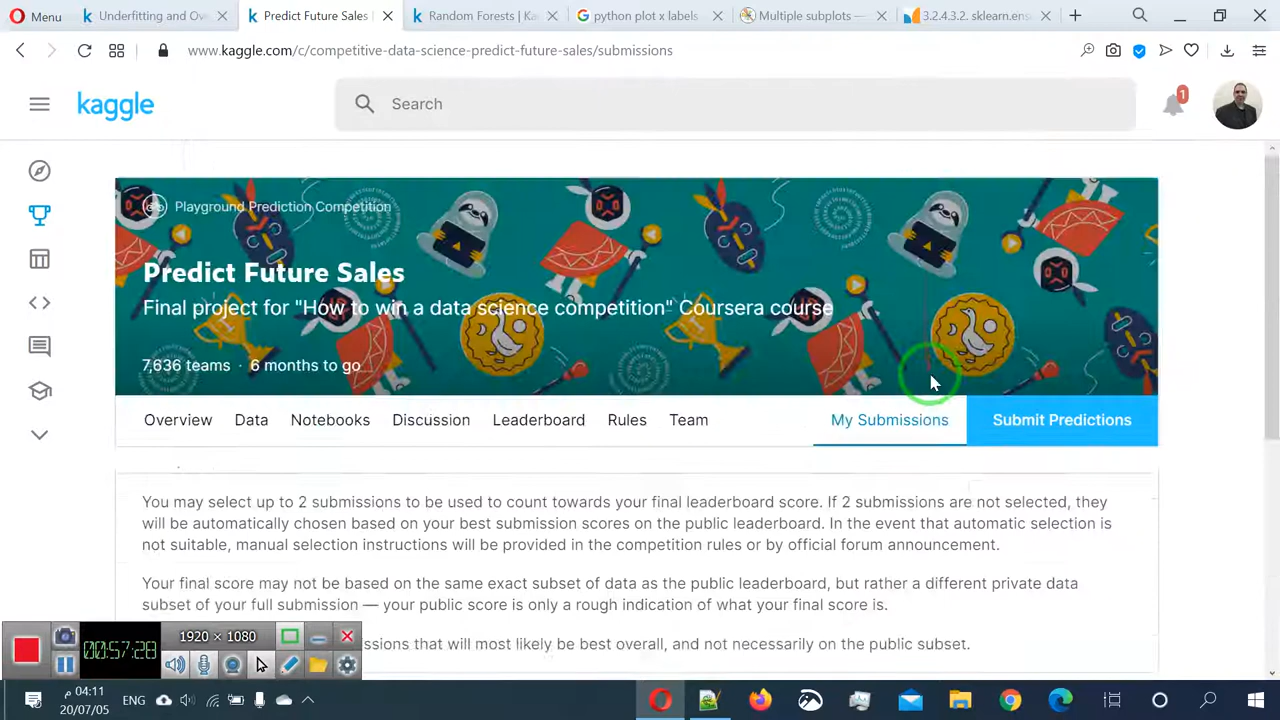 Menu
Underfitting and Ov
Predict Future Sales
Random Forests | Ka
python plot x labels
Multiple subplots —
3.2.4.3.2. sklearn.ens
www.kaggle.com/c/competitive-data-science-predict-future-sales/submissions
kaggle
Search
1
Playground Prediction Competition
Predict Future Sales
Final project for "How to win a data science competition" Coursera course
7,636 teams · 6 months to go
Overview Data Notebooks Discussion Leaderboard Rules Team My Submissions Submit Predictions
You may select up to 2 submissions to be used to count towards your final leaderboard score. If 2 submissions are not selected, they
will be automatically chosen based on your best submission scores on the public leaderboard. In the event that automatic selection is
not suitable, manual selection instructions will be provided in the competition rules or by official forum announcement.
Your final score may not be based on the same exact subset of data as the public leaderboard, but rather a different private data
subset of your full submission — your public score is only a rough indication of what your final score is.
issions that will most likely be best overall, and not necessarily on the public subset.
00:57:28
1920 × 1080
04:11 م
20/07/05
ENG